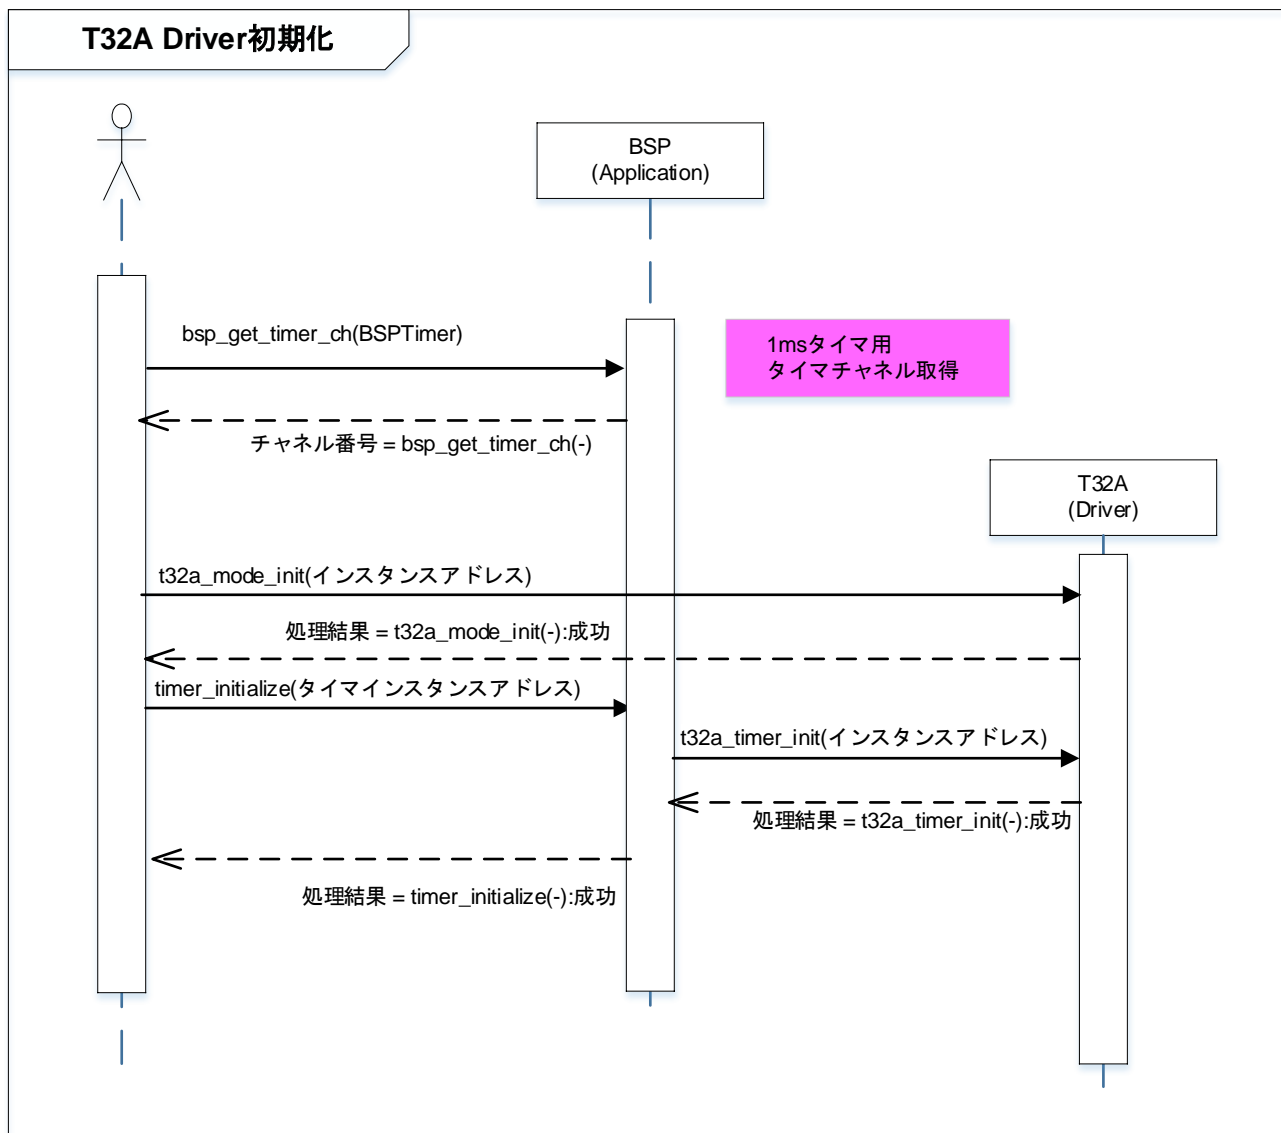 T32A Driver初期化
BSP
(Application)
bsp_get_timer_ch(BSPTimer)
1msタイマ用
タイマチャネル取得
チャネル番号 = bsp_get_timer_ch(-)
T32A
(Driver)
t32a_mode_init(インスタンスアドレス)
処理結果 = t32a_mode_init(-):成功
timer_initialize(タイマインスタンスアドレス)
t32a_timer_init(インスタンスアドレス)
処理結果 = t32a_timer_init(-):成功
処理結果 = timer_initialize(-):成功